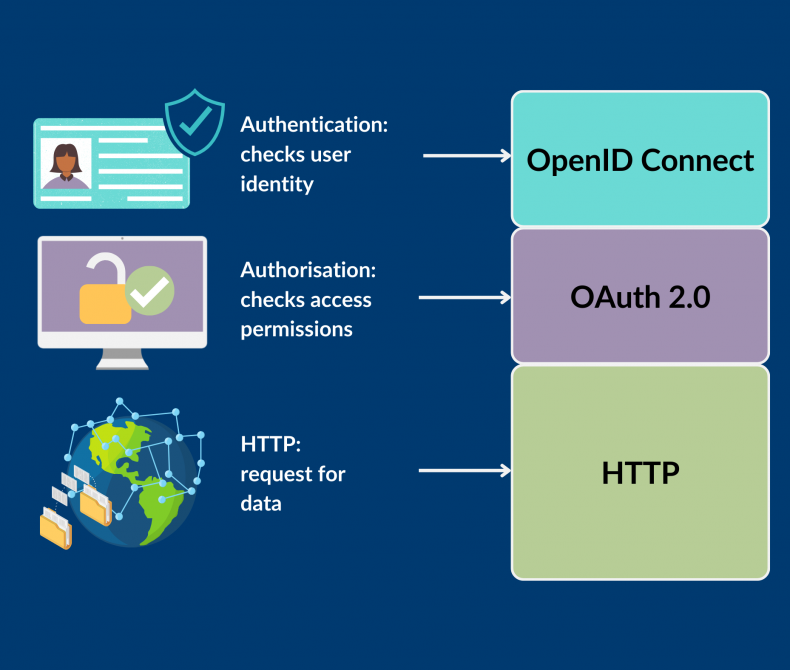 Authentication:
checks user
identity
OpenID Connect
Authorisation:
checks access
permissions
OAuth 2.0
HTTP:
request for
data
HTTP